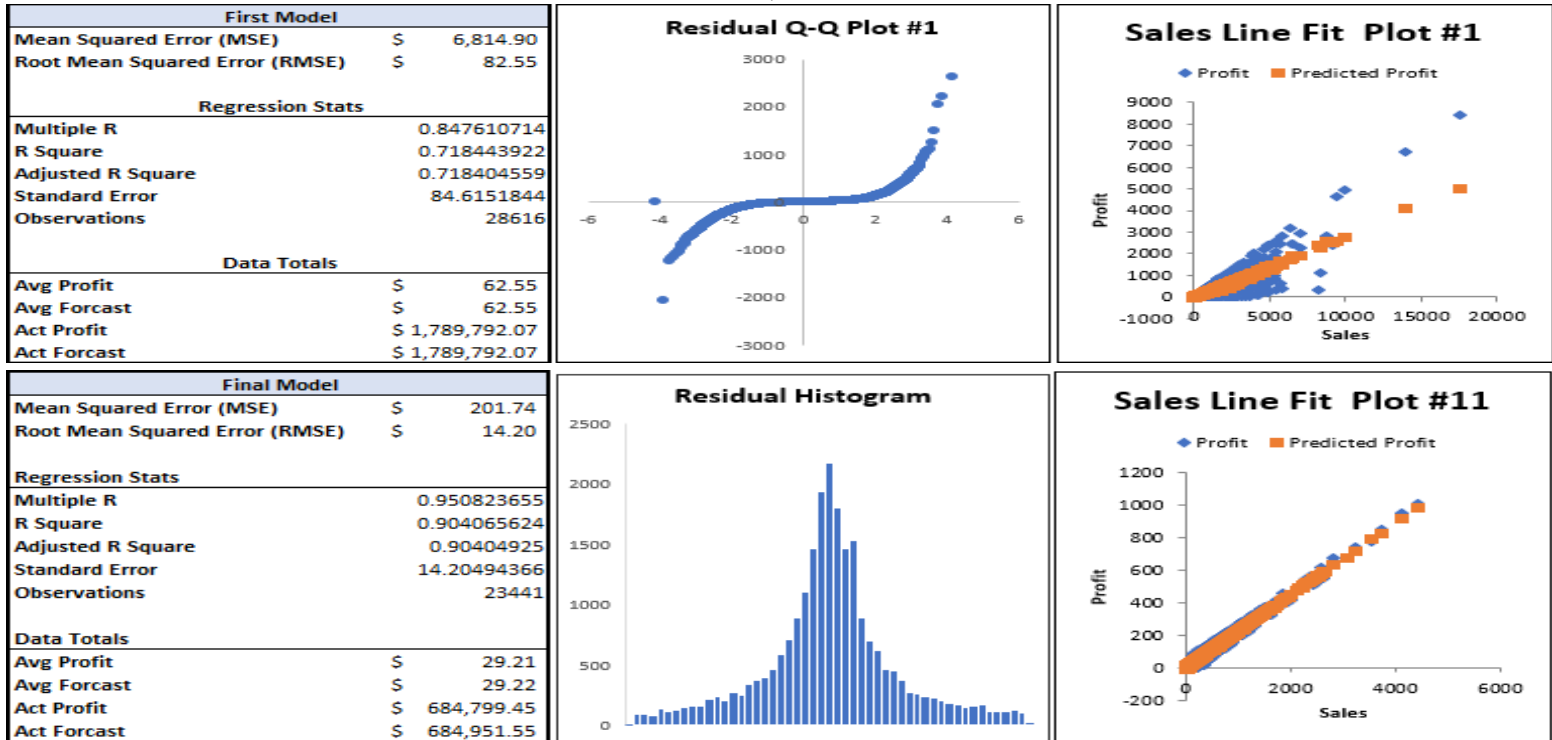 First Model
Mean Squared Error (MSE) $ 6,814.90
Root Mean Squared Error (RMSE) $ 82.55
Regression Stats
Multiple R 0.847610714
R Square 0.718443922
Adjusted R Square 0.718404559
Standard Error 84.6151844
Observations 28616
Data Totals
Avg Profit $ 62.55
Avg Forcast $ 62.55
Act Profit $ 1,789,792.07
Act Forcast $ 1,789,792.07
Residual Q-Q Plot #1
3000
2000
1000
0
-6 -4 -2 0 2 4 6
-1000
-2000
-3000
Sales Line Fit Plot #1
Profit Predicted Profit
9000
8000
7000
6000
5000
4000
3000
2000
1000
0
-1000 0 5000 10000 15000 20000
Profit
Sales
Final Model
Mean Squared Error (MSE) $ 201.74
Root Mean Squared Error (RMSE) $ 14.20
Regression Stats
Multiple R 0.950823655
R Square 0.904065624
Adjusted R Square 0.90404925
Standard Error 14.20494366
Observations 23441
Data Totals
Avg Profit $ 29.21
Avg Forcast $ 29.22
Act Profit $ 684,799.45
Act Forcast $ 684,951.55
Residual Histogram
2500
2000
1500
1000
500
0
Sales Line Fit Plot #11
Profit Predicted Profit
1200
1000
800
600
400
200
0
-200 0 2000 4000 6000
Profit
Sales